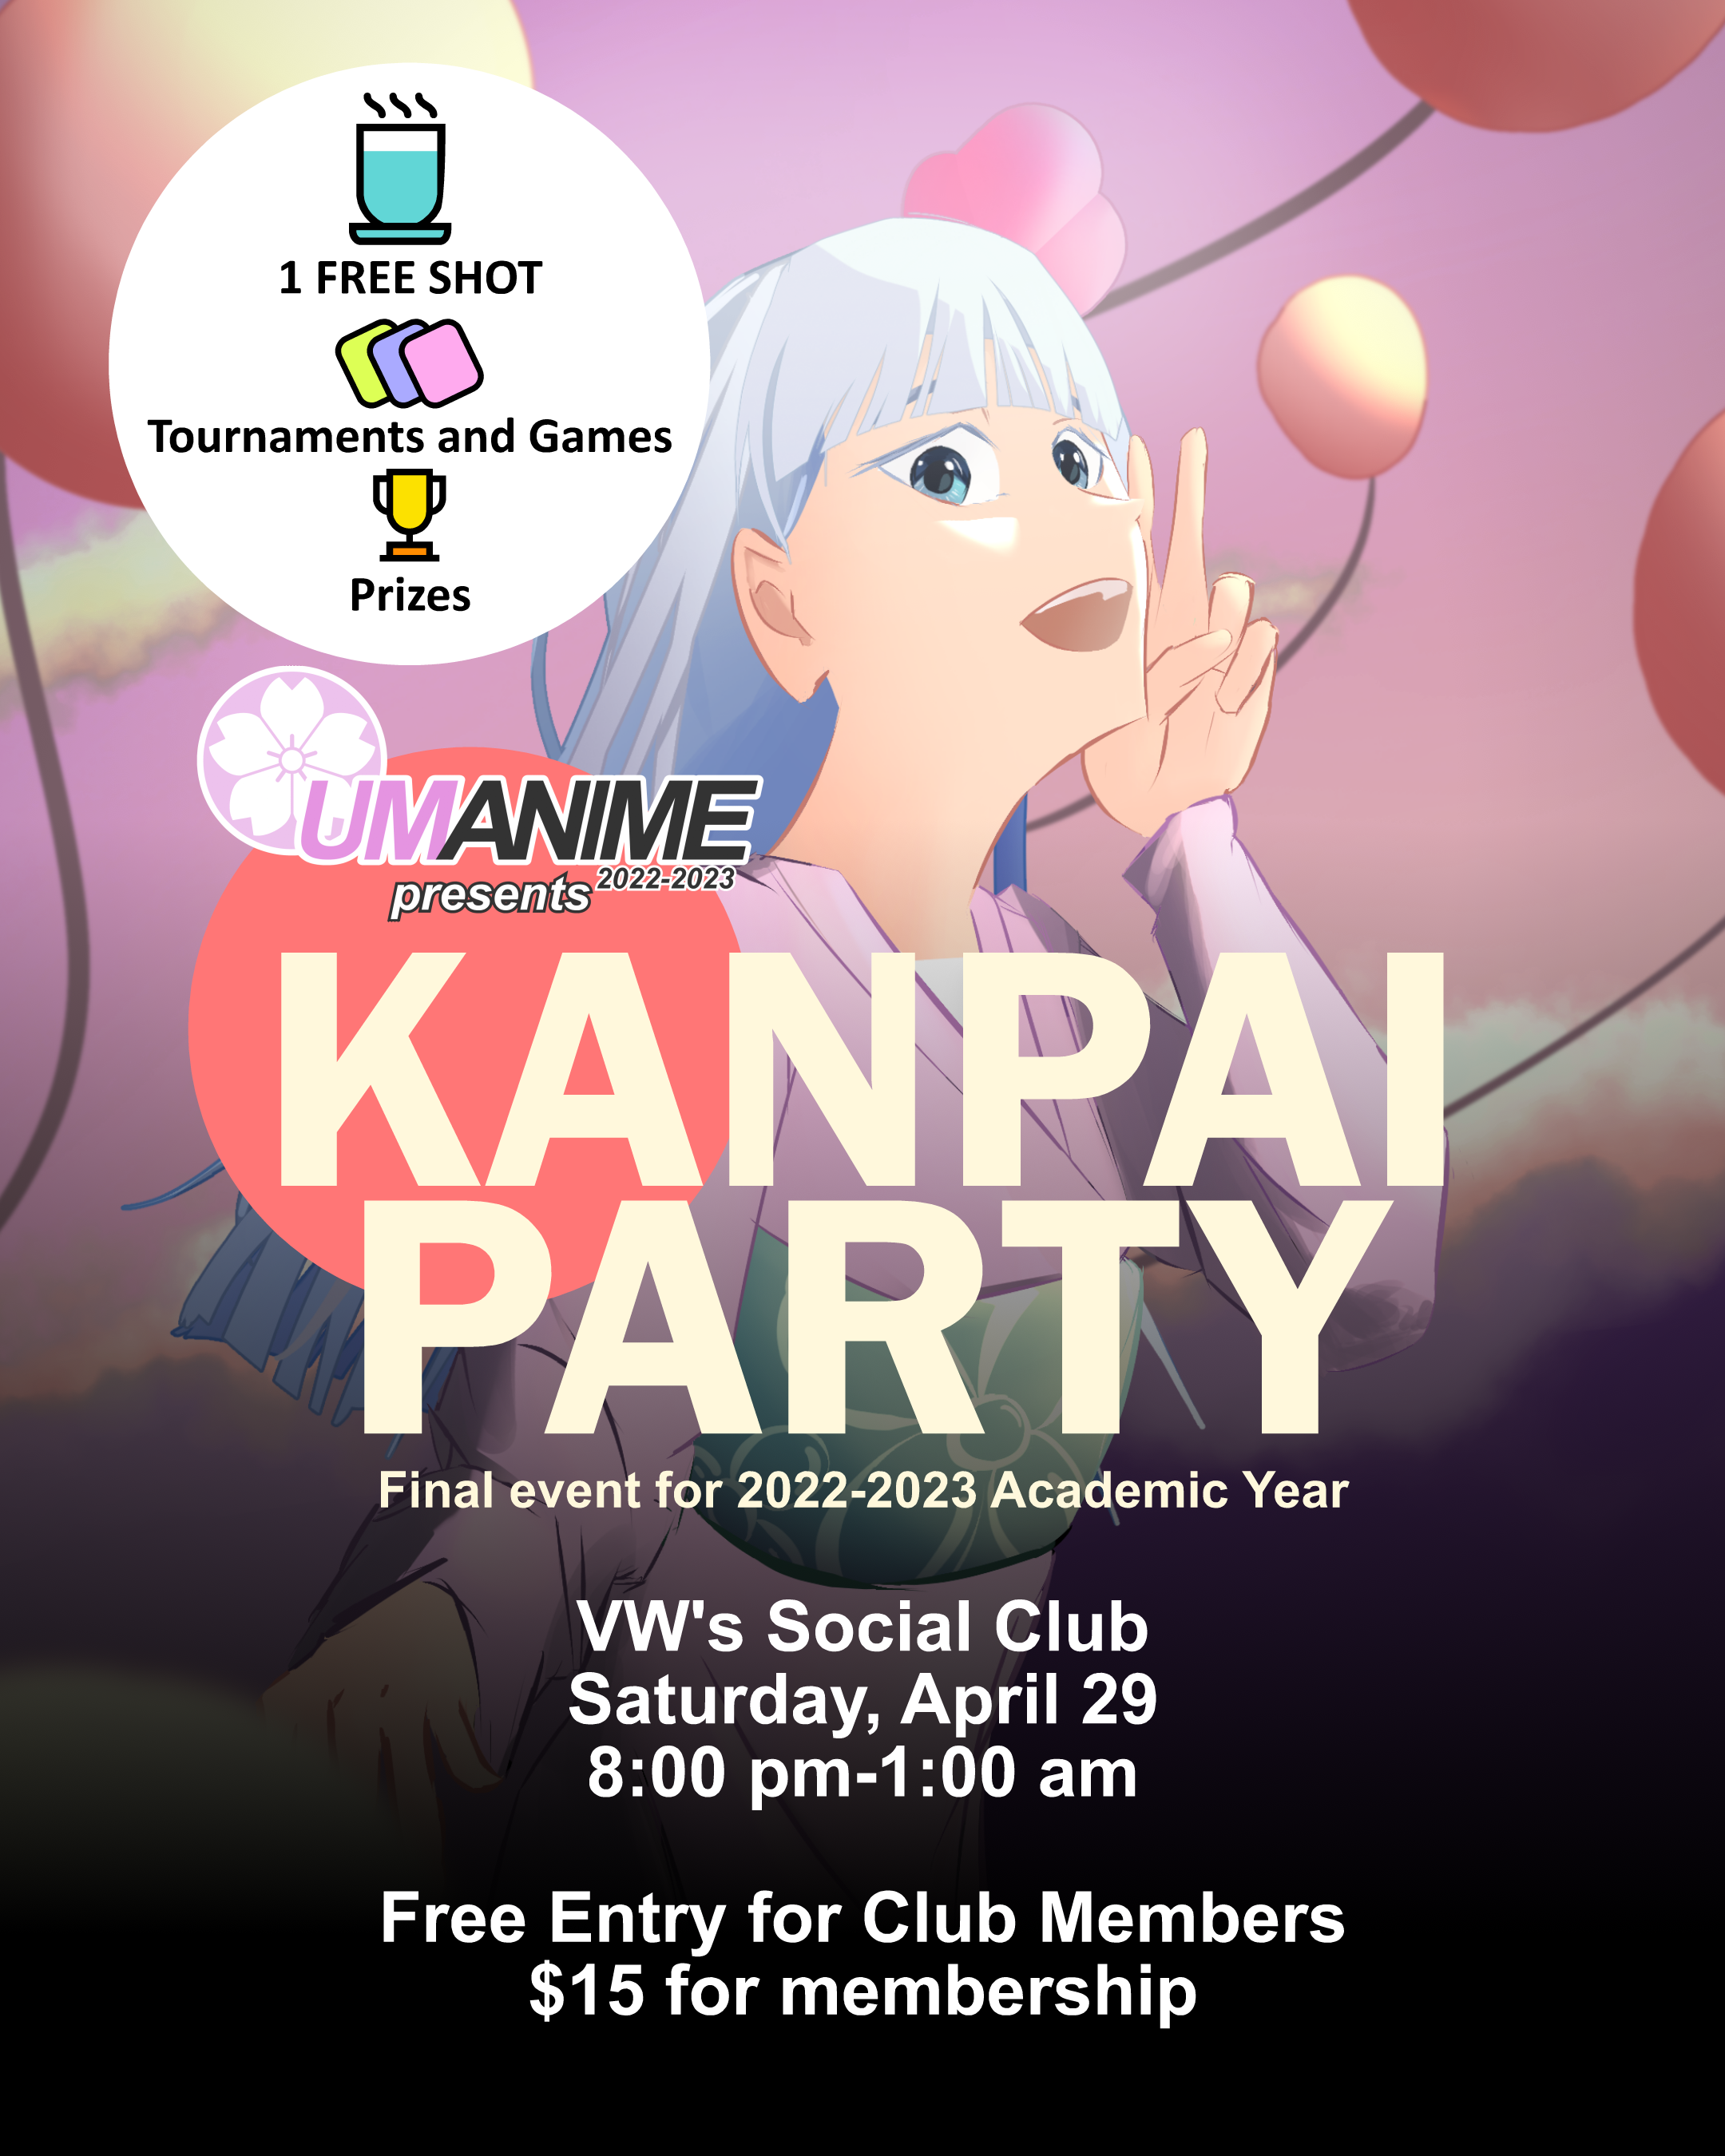 1 FREE SHOT
Tournaments and Games
Prizes
UMANIME
presents 2022-2023
KANPAI
PARTY
Final event for 2022-2023 Academic Year
VW's Social Club
Saturday, April 29
8:00 pm-1:00 am
Free Entry for Club Members
$15 for membership